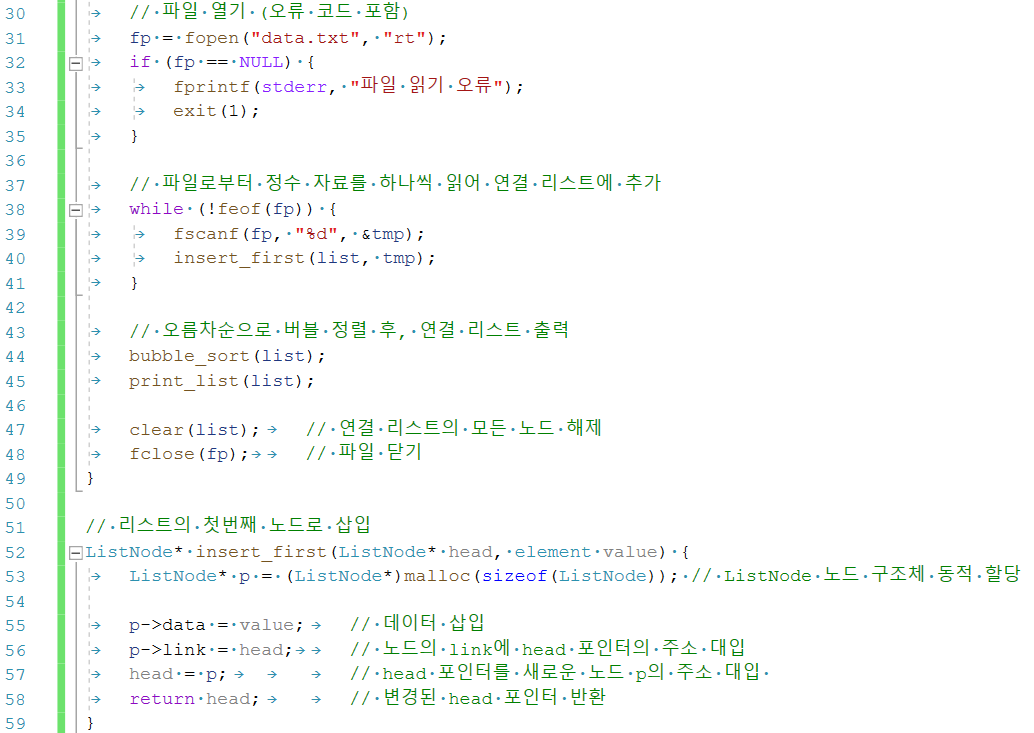 30 // 파일 열기 (오류 코드 포함)
31 fp = fopen("data.txt", "rt");
32 if (fp == NULL) {
33 fprintf(stderr, "파일 읽기 오류");
34 exit(1);
35 }
36
37 // 파일로부터 정수 자료를 하나씩 읽어 연결 리스트에 추가
38 while (!feof(fp)) {
39 fscanf(fp, "%d", &tmp);
40 insert_first(list, tmp);
41 }
42
43 // 오름차순으로 버블 정렬 후, 연결 리스트 출력
44 bubble_sort(list);
45 print_list(list);
46
47 clear(list); // 연결 리스트의 모든 노드 해제
48 fclose(fp); // 파일 닫기
49 }
50
51 // 리스트의 첫번째 노드로 삽입
52 ListNode* insert_first(ListNode* head, element value) {
53 ListNode* p = (ListNode*)malloc(sizeof(ListNode)); // ListNode 노드 구조체 동적 할당
54
55 p->data = value; // 데이터 삽입
56 p->link = head; // 노드의 link에 head 포인터의 주소 대입
57 head = p; // head 포인터를 새로운 노드 p의 주소 대입
58 return head; // 변경된 head 포인터 반환
59 }